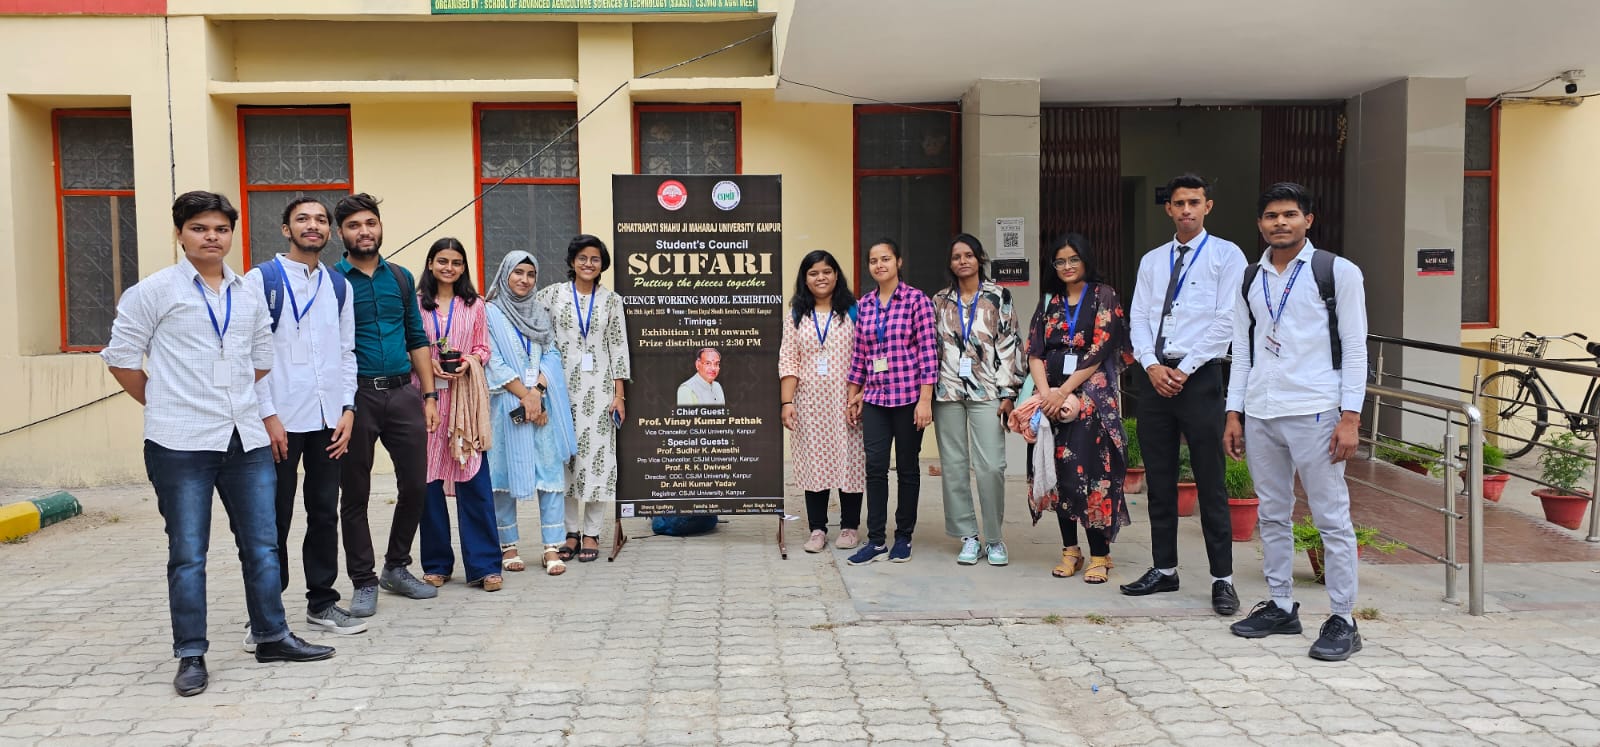 ORGANISED BY : SCHOOL OF ADVANCED AGRICULTURE SCIENCES & TECHNOLOGY (SAAST), CSJMU & AGRI MEET
CSJMU
CHHATRAPATI SHAHU JI MAHARAJ UNIVERSITY KANPUR
Student's Council
SCIFARI
Putting the pieces together
SCIENCE WORKING MODEL EXHIBITION
: Timings :
Exhibition : 1 PM onwards
Prize distribution : 2:30 PM
: Chief Guest :
Prof. Vinay Kumar Pathak
Vice Chancellor, CSJM University, Kanpur
: Special Guests :
Prof. Sudhir K. Awasthi
Pro Vice Chancellor, CSJM University, Kanpur
Prof. R. K. Dwivedi
Director, CDC, CSJM University, Kanpur
Dr. Anil Kumar Yadav
Registrar, CSJM University, Kanpur
SCIFARI
SCIFARI